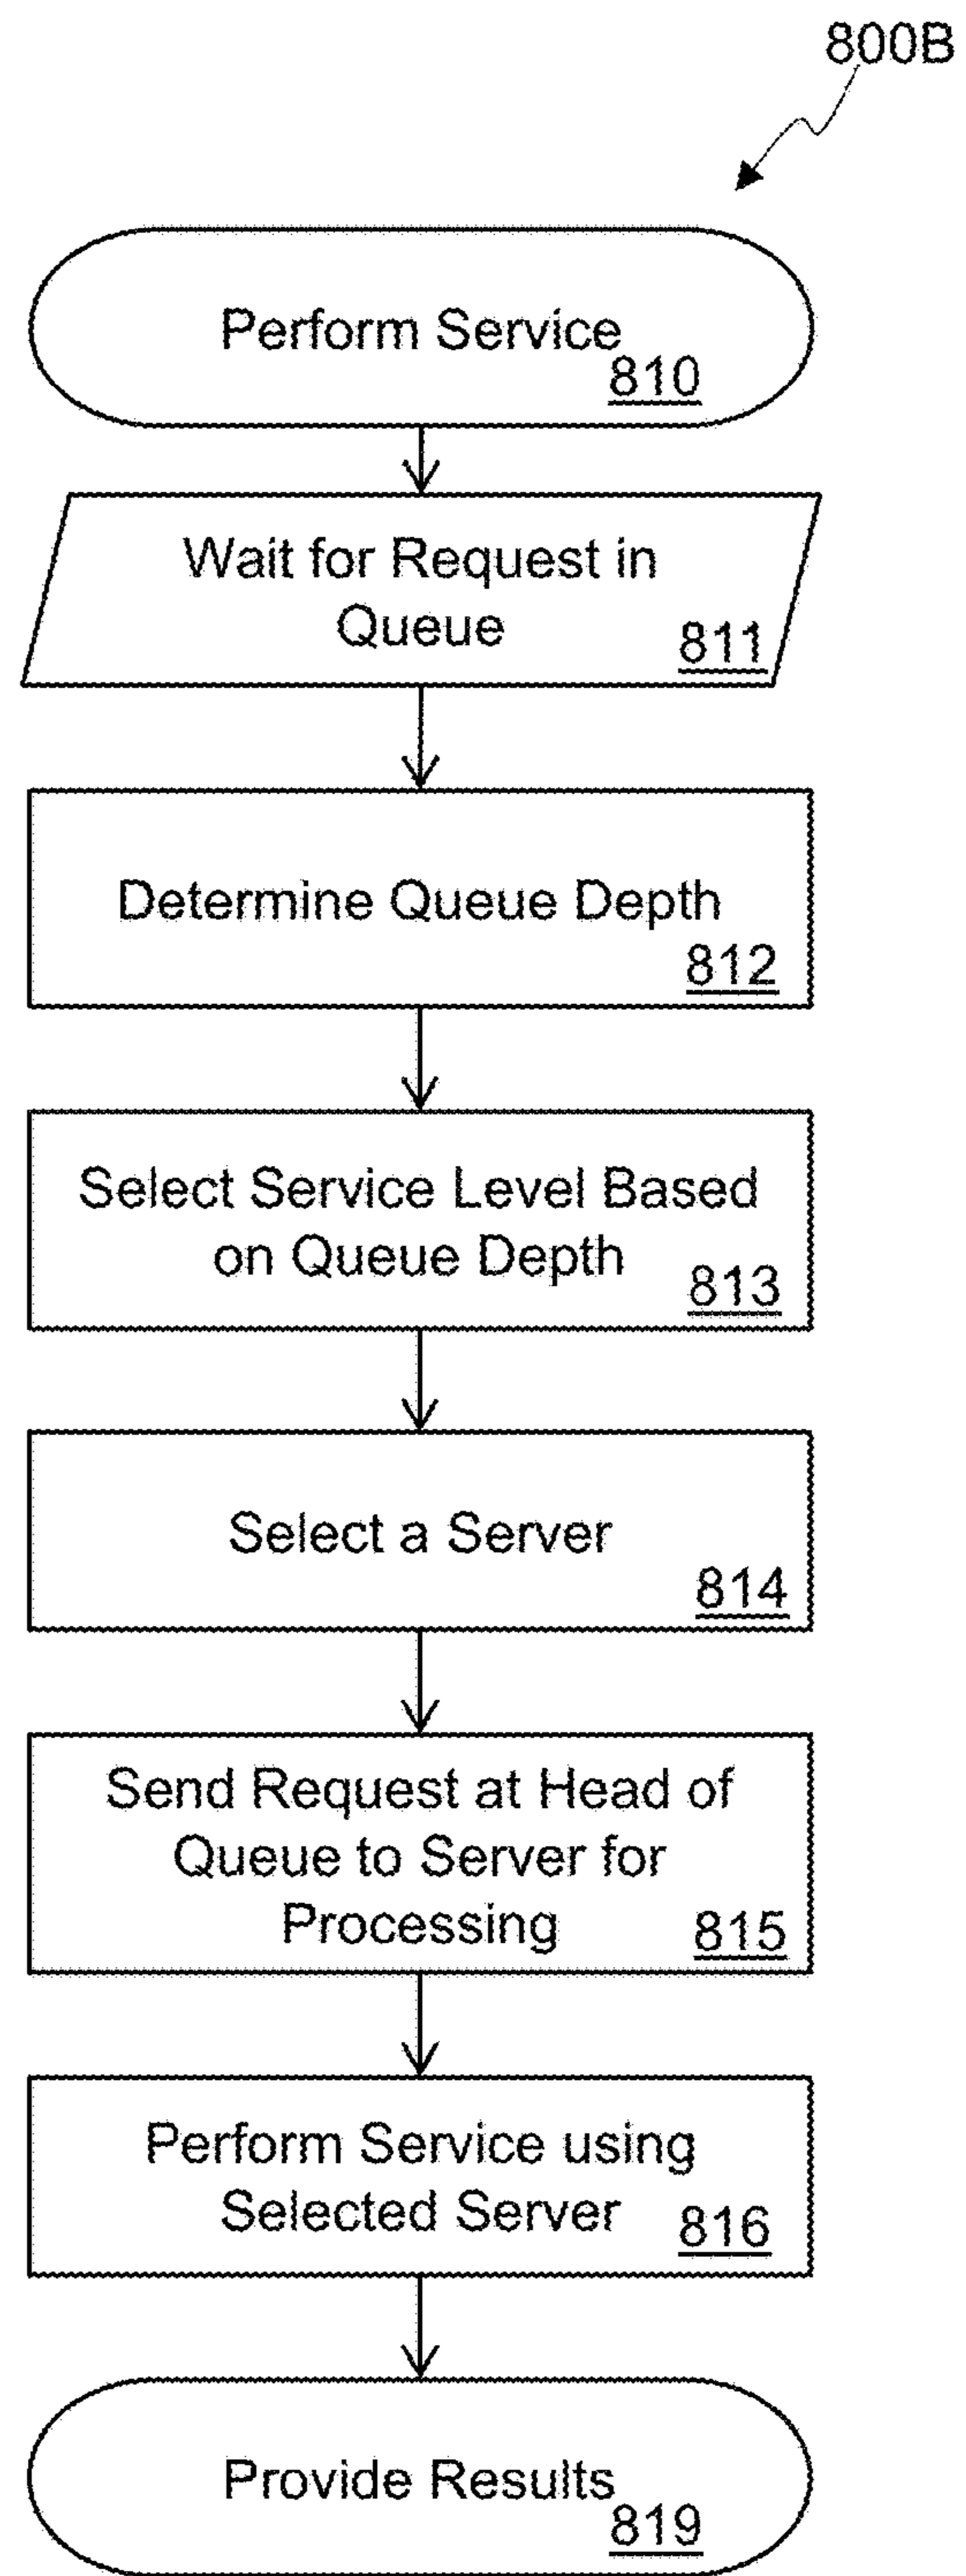 800B
Perform Service
810
Wait for Request in
Queue
811
Determine Queue Depth
812
Select Service Level Based
on Queue Depth
813
Select a Server
814
Send Request at Head of
Queue to Server for
Processing
815
Perform Service using
Selected Server
816
Provide Results
819